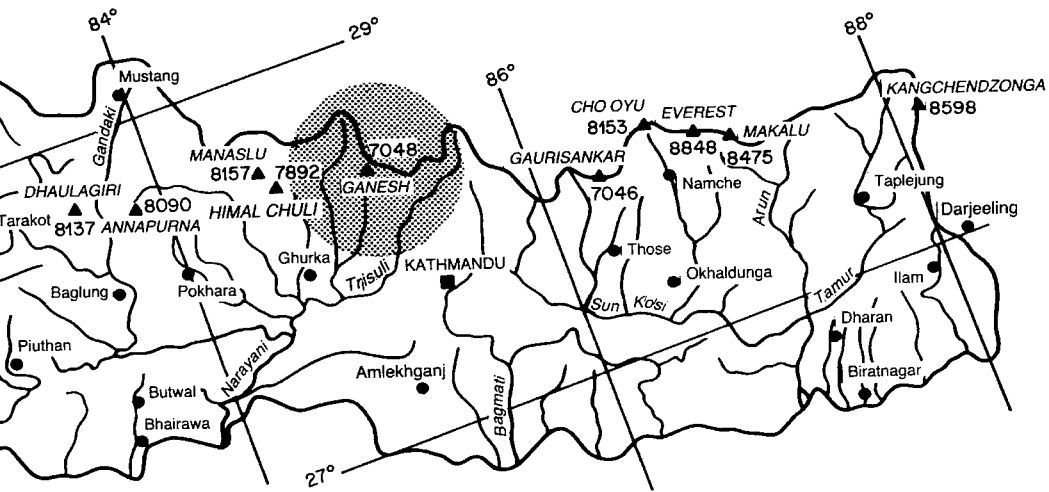 84°
29°
88°
Mustang
86°
KANGCHENDZONGA
8598
CHO OYU
EVEREST
8153
MAKALU
8848
8475
Gandaki
MANASLU
8157
7892
7048
GANESH
GAURISANKAR
7046
Namche
Taplejung
DHAULAGIRI
8090
HIMAL CHULI
Arun
Tarakot
8137
ANNAPURNA
Darjeeling
Those
Ghurka
Trisuli
KATHMANDU
Okhaldunga
Ilam
Baglung
Pokhara
Sun Kosi
Tamur
Dharan
Piuthan
Narayani
Amlekhganj
Biratnagar
Butwal
Bagmati
Bhairawa
27°